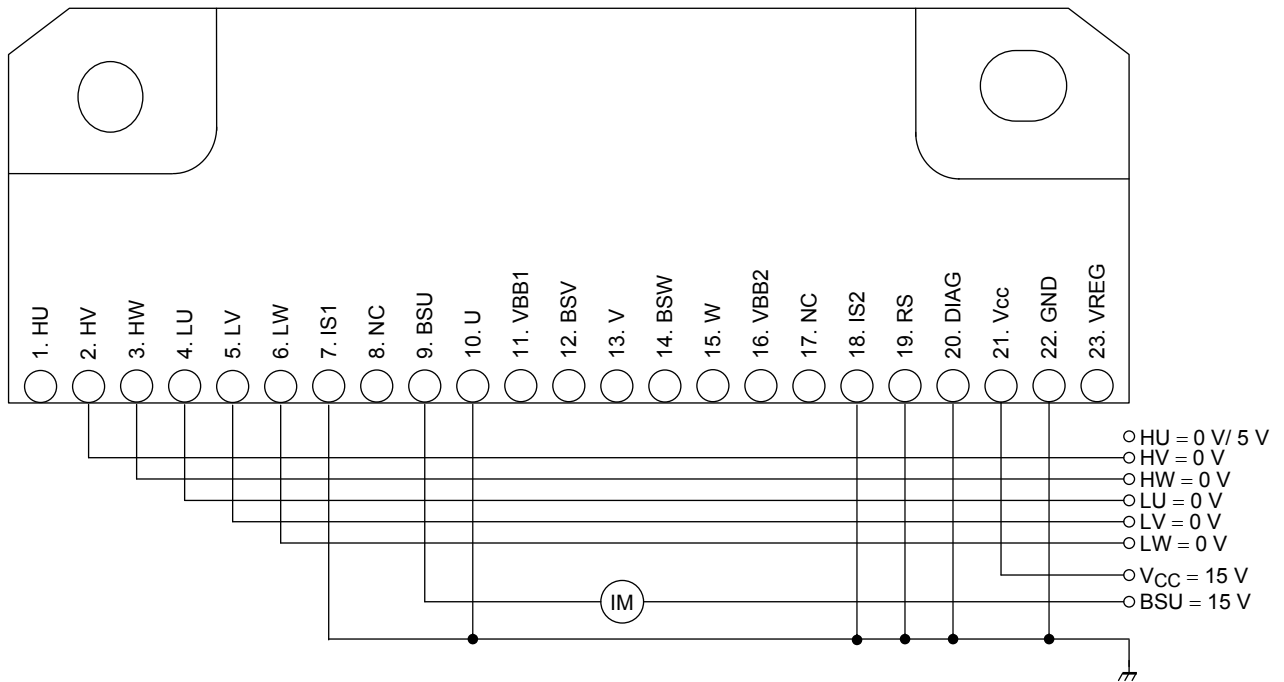 1. HU
2. HV
3. HW
4. LU
5. LV
6. LW
7. IS1
8. NC
9. BSU
10. U
11. VBB1
12. BSV
13. V
14. BSW
15. W
16. VBB2
17. NC
18. IS2
19. RS
20. DIAG
21. Vcc
22. GND
23. VREG
HU = 0 V/ 5 V
HV = 0 V
HW = 0 V
LU = 0 V
LV = 0 V
LW = 0 V
VCC = 15 V
IM
BSU = 15 V